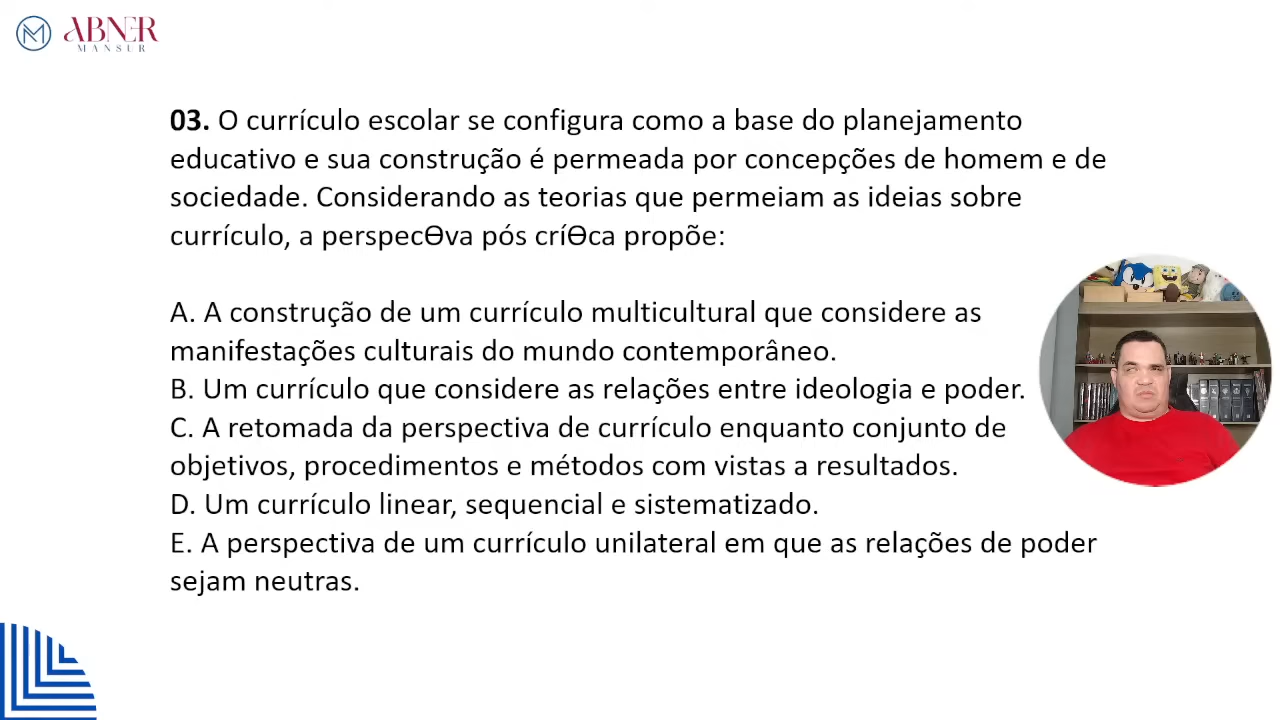 ABNER
MANSUR
03. O currículo escolar se configura como a base do planejamento
educativo e sua construção é permeada por concepções de homem e de
sociedade. Considerando as teorias que permeiam as ideias sobre
currículo, a perspecƟva pós críƟca propõe:
A. A construção de um currículo multicultural que considere as
manifestações culturais do mundo contemporâneo.
B. Um currículo que considere as relações entre ideologia e poder.
C. A retomada da perspectiva de currículo enquanto conjunto de
objetivos, procedimentos e métodos com vistas a resultados.
D. Um currículo linear, sequencial e sistematizado.
E. A perspectiva de um currículo unilateral em que as relações de poder
sejam neutras.